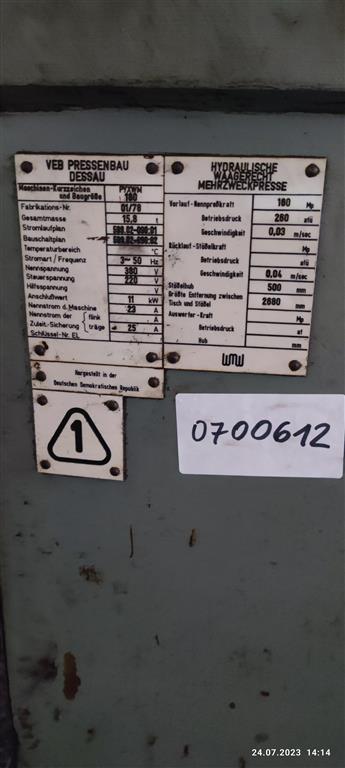 VEB PRESSENBAU
DESSAU
Maschinen-Kurzzeichen PYXWM
und Baugröße 160
Fabrikations-Nr. 01/76
Gesamtmasse 15,8 t
Stromlaufplan
Bauschaltplan
Temperaturbereich °C
Stromart / Frequenz 3~ 50 Hz
Nennspannung 380 V
Steuerspannung 220 V
Hilfsspannung V
Anschlußwert 11 kW
Nennstrom d. Maschine 23 A
Nennstrom der flink A
Zuleit.-Sicherung träge 25 A
Schlüssel-Nr. EL
Hergestellt in der
Deutschen Demokratischen Republik
1
HYDRAULISCHE
WAAGERECHT
MEHRZWECKPRESSE
Vorlauf-Nennpreßkraft 160 Mp
Betriebsdruck 260 atü
Geschwindigkeit 0,03 m/sec
Rücklauf-Stößelkraft Mp
Betriebsdruck atü
Geschwindigkeit 0,04 m/sec
Stößelhub 500 mm
Größte Entfernung zwischen
Tisch und Stößel 2680 mm
Auswerfer-Kraft Mp
Betriebsdruck at
Hub mm
WMW
0700612
24.07.2023 14:14